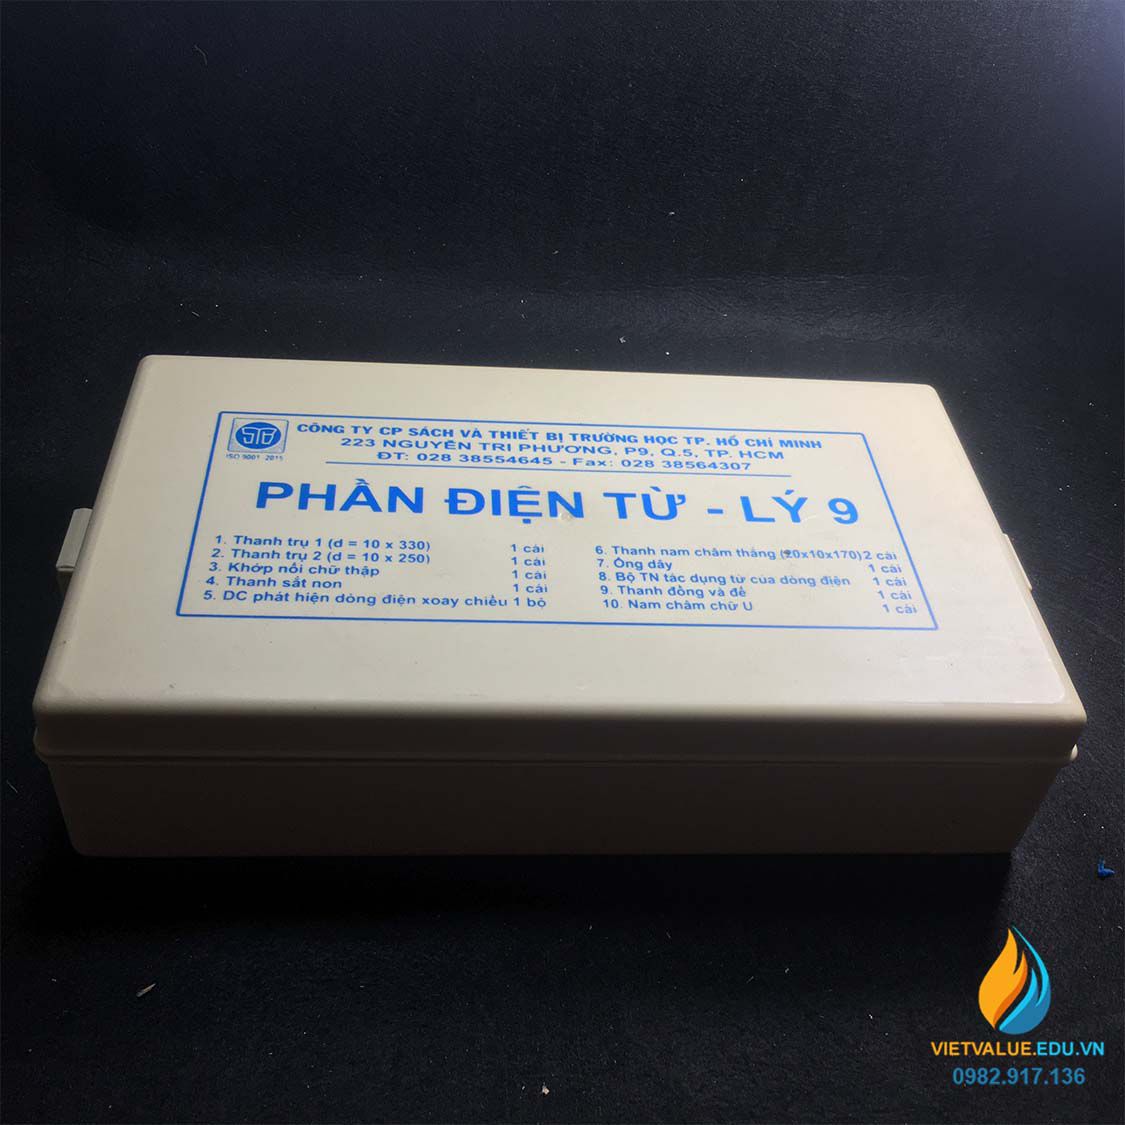 STB
ISO 9001 : 2015
CÔNG TY CP SÁCH VÀ THIẾT BỊ TRƯỜNG HỌC TP. HỒ CHÍ MINH
223 NGUYỄN TRI PHƯƠNG, P9, Q.5, TP. HCM
ĐT: 028 38554645 - Fax: 028 38564307
PHẦN ĐIỆN TỪ - LÝ 9
1. Thanh trụ 1 (d = 10 x 330) 1 cái
2. Thanh trụ 2 (d = 10 x 250) 1 cái
3. Khớp nối chữ thập 1 cái
4. Thanh sắt non 1 cái
5. DC phát hiện dòng điện xoay chiều 1 bộ
6. Thanh nam châm thẳng (20x10x170) 2 cái
7. Ống dây 1 cái
8. Bộ TN tác dụng từ của dòng điện 1 cái
9. Thanh đồng và đế 1 cái
10. Nam châm chữ U 1 cái
VIETVALUE.EDU.VN
0982.917.136